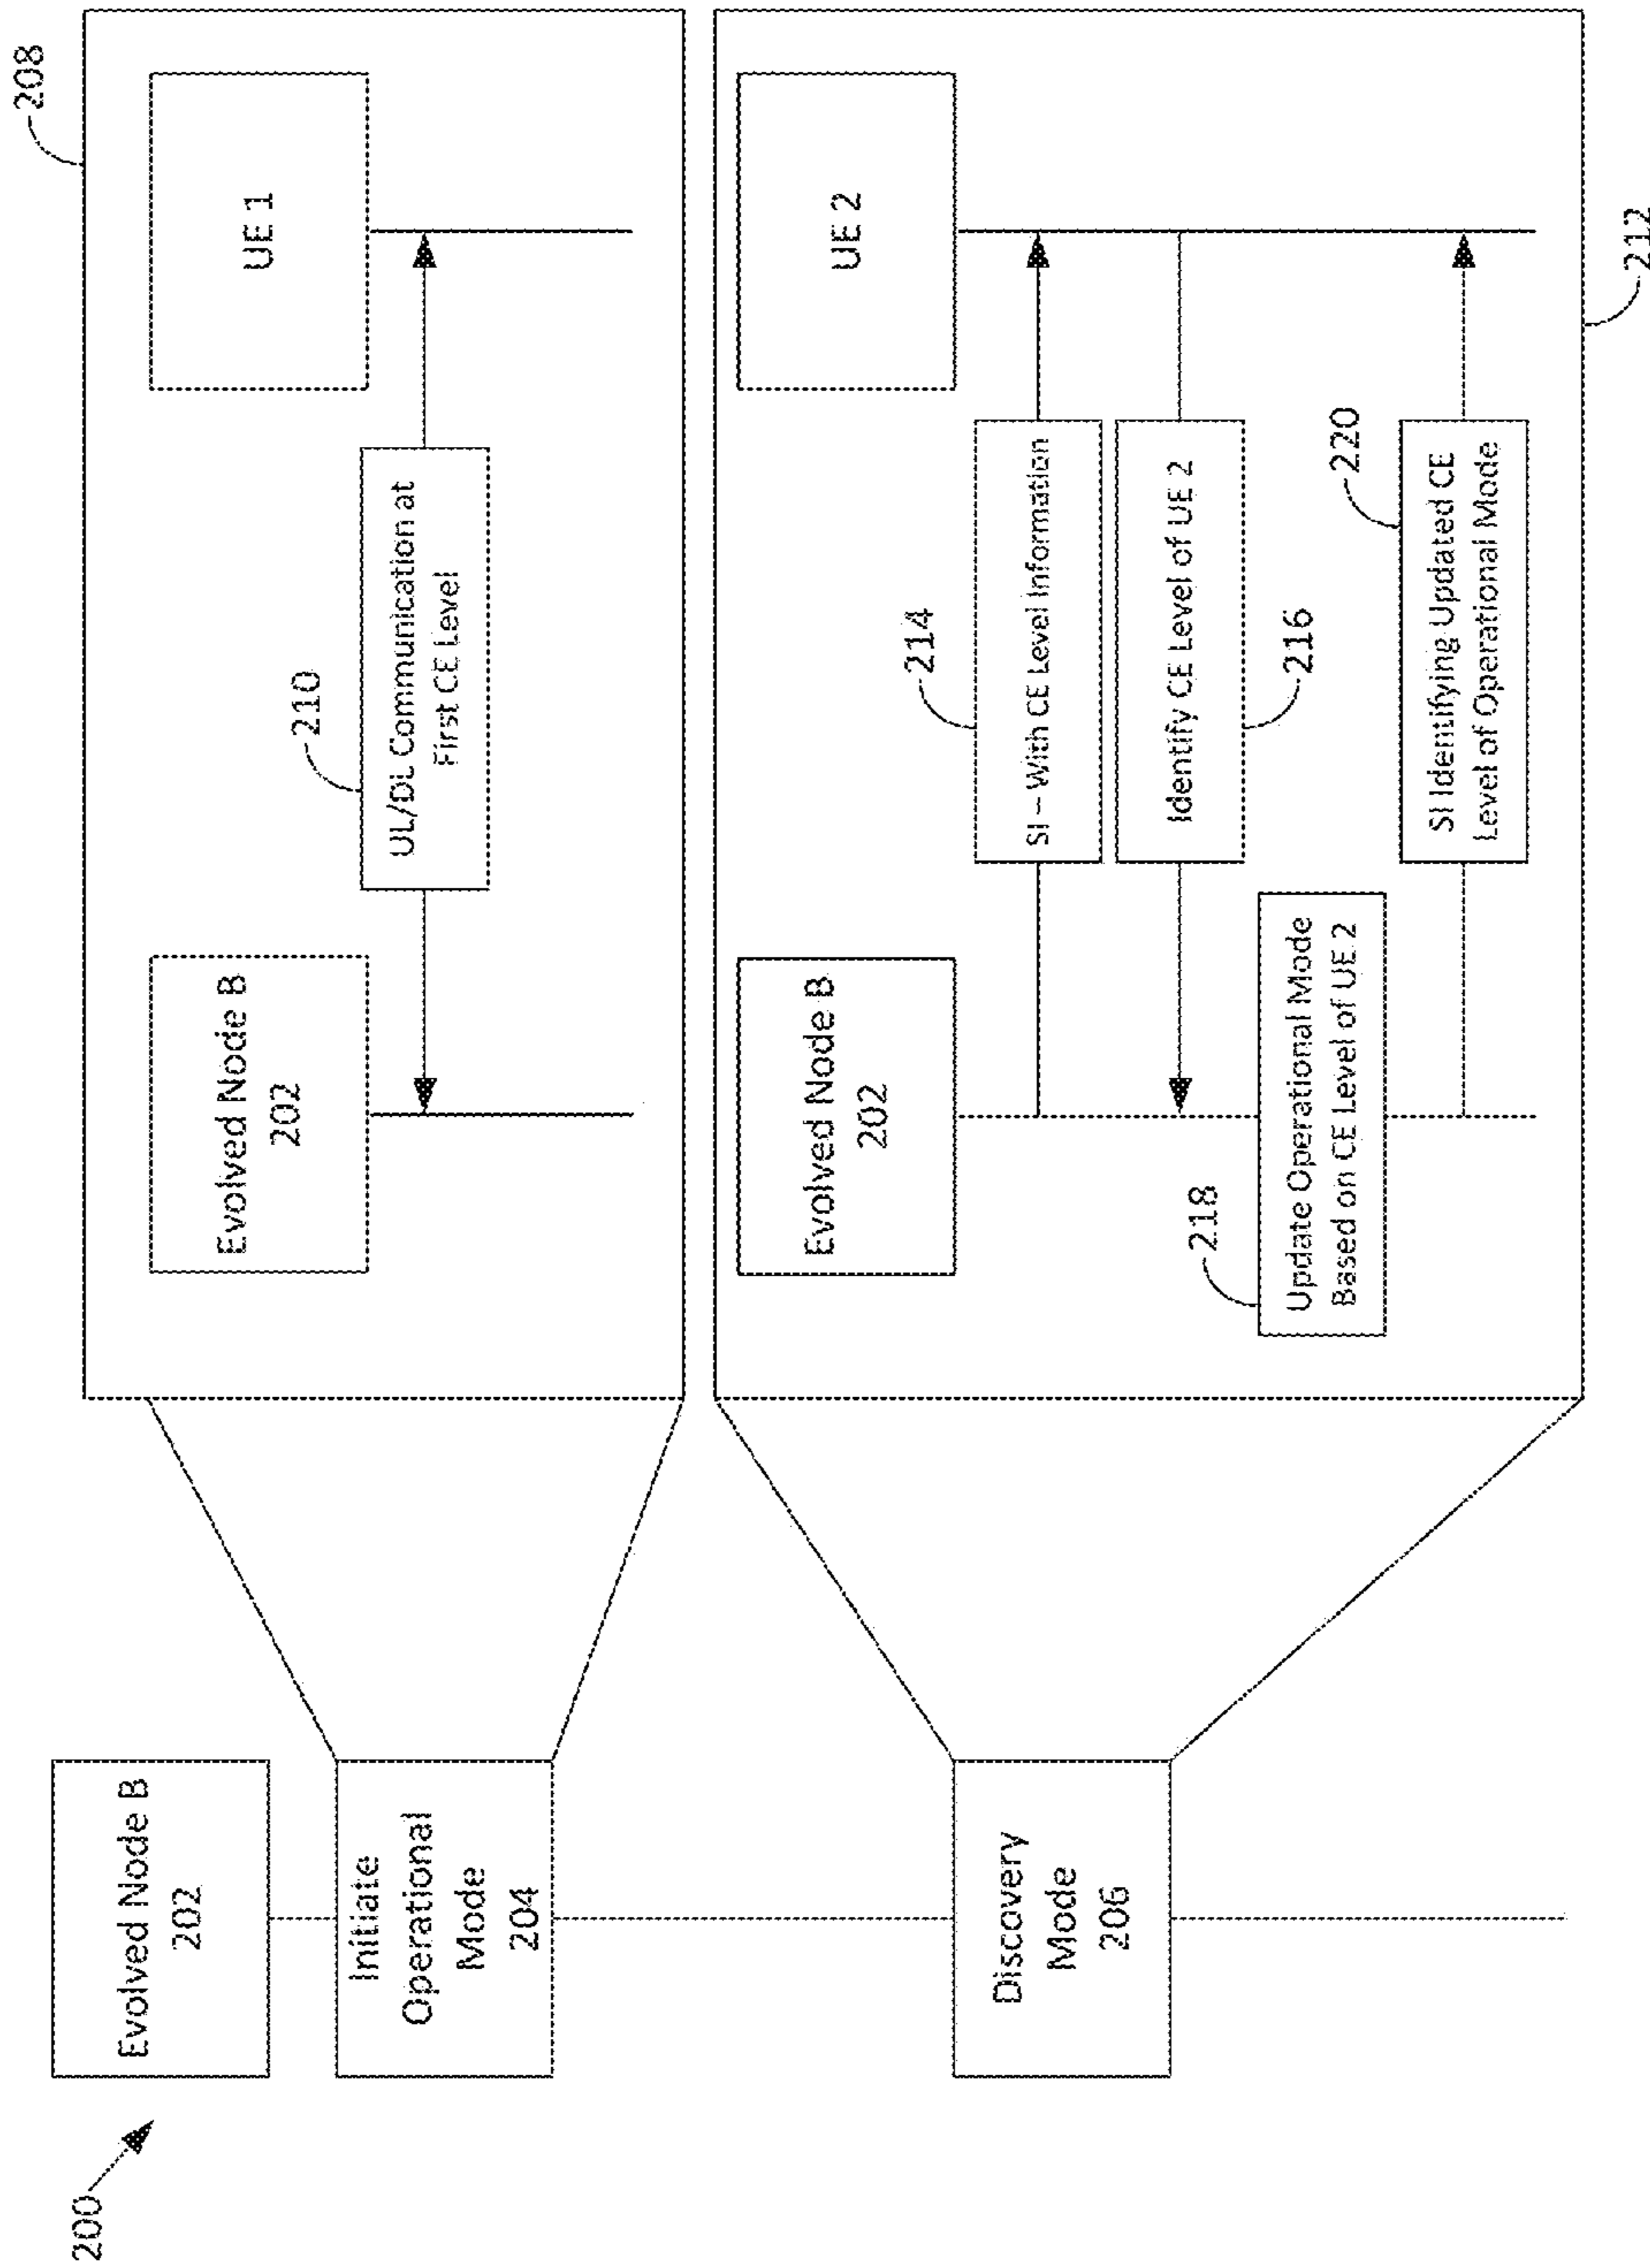 200
Evolved Node B
202
Initiate
Operational
Mode
204
Discovery
Mode
206
208
Evolved Node B
202
UE 1
210
UL/DL Communication at
First CE Level
Evolved Node B
202
UE 2
214
SI – With CE Level Information
Identify CE Level of UE 2
216
218
Update Operational Mode
Based on CE Level of UE 2
220
SI Identifying Updated CE
Level of Operational Mode
212